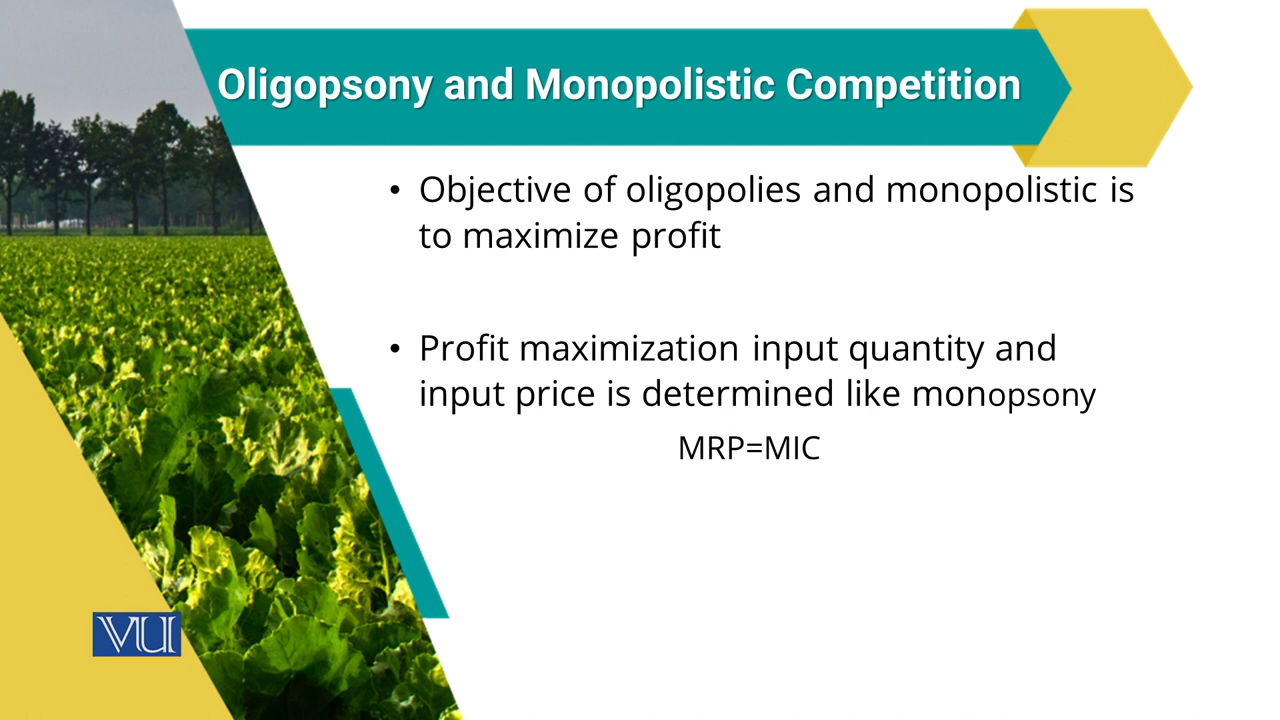 Oligopsony and Monopolistic Competition
• Objective of oligopolies and monopolistic is
to maximize profit
• Profit maximization input quantity and
input price is determined like monopsony
MRP=MIC
VU